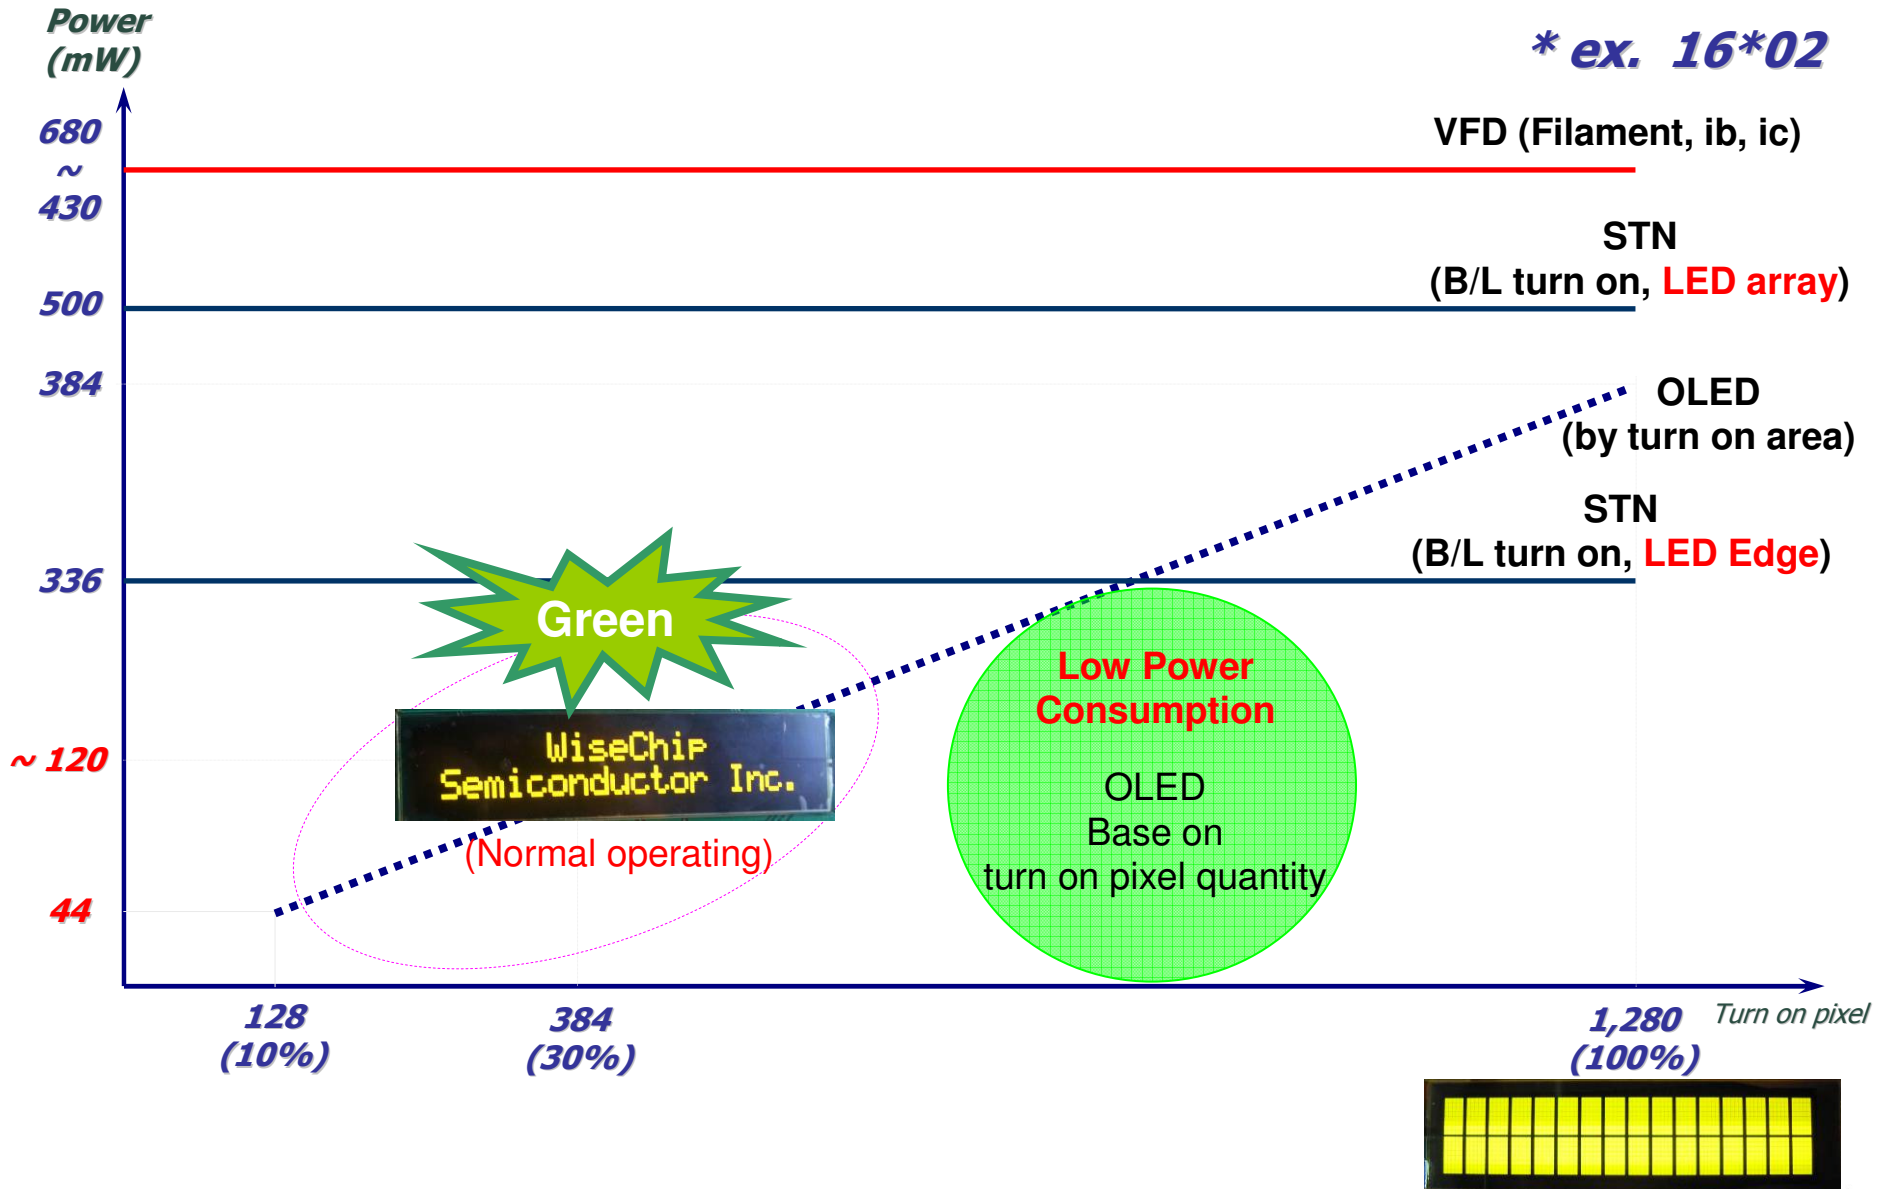 Power
(mW)
* ex. 16*02
680
~
430
VFD (Filament, ib, ic)
STN
(B/L turn on, LED array)
500
384
OLED
(by turn on area)
STN
(B/L turn on, LED Edge)
336
Green
Low Power
Consumption
OLED
Base on
turn on pixel quantity
WiseChip
Semiconductor Inc.
(Normal operating)
~ 120
44
128
(10%)
384
(30%)
1,280
(100%)
Turn on pixel